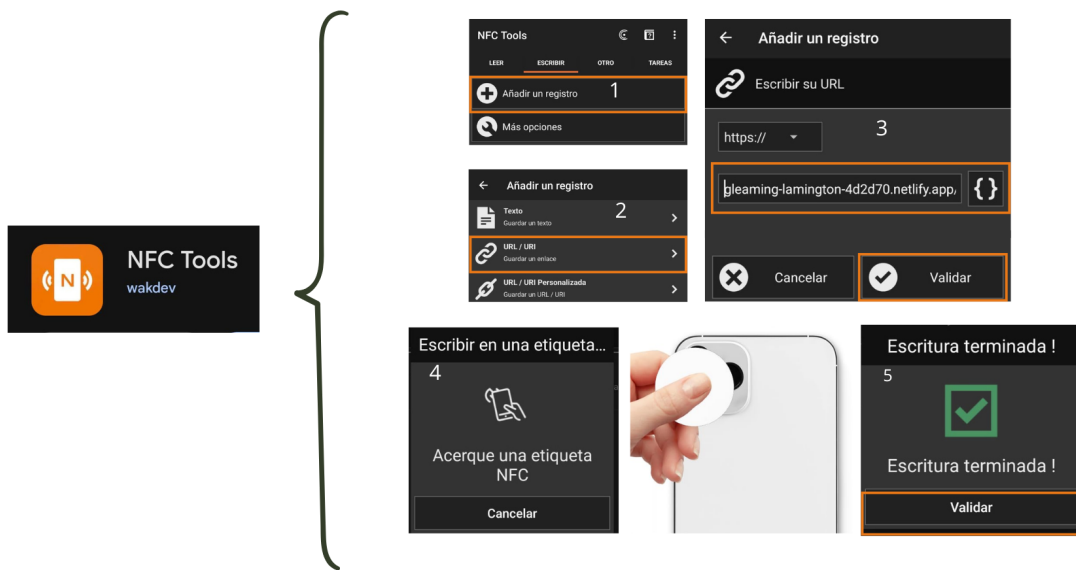 NFC Tools
wakdev
NFC Tools
LEER ESCRIBIR OTRO TAREAS
Añadir un registro 1
Más opciones
Añadir un registro
Texto 2
Guardar un texto
URL / URI
Guardar un enlace
URL / URI Personalizada
Guardar un URL / URI
Añadir un registro
Escribir su URL
https:// 3
gleaming-lamington-4d2d70.netlify.app/ {}
Cancelar Validar
Escribir en una etiqueta...
4
Acerque una etiqueta
NFC
Cancelar
Escritura terminada !
5
Escritura terminada !
Validar